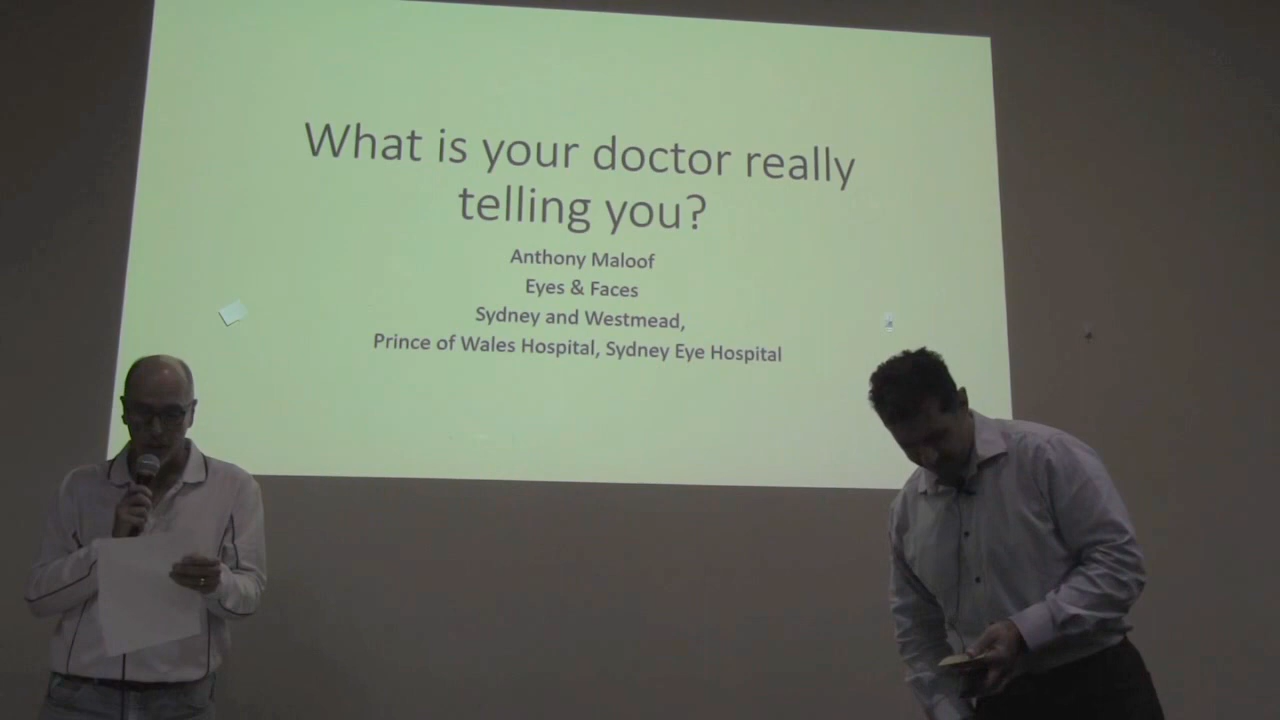 What is your doctor really
telling you?
Anthony Maloof
Eyes & Faces
Sydney and Westmead,
Prince of Wales Hospital, Sydney Eye Hospital